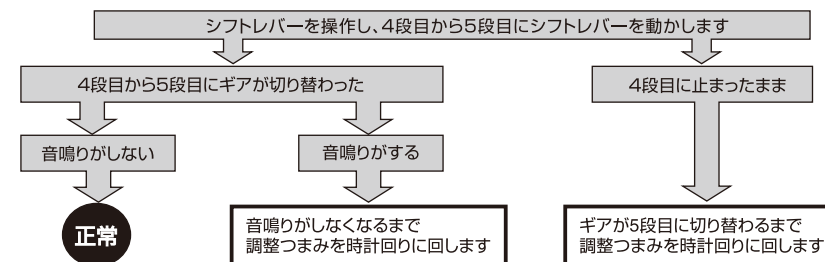 シフトレバーを操作し、4段目から5段目にシフトレバーを動かします
4段目から5段目にギアが切り替わった
4段目に止まったまま
音鳴りがしない
音鳴りがする
正常
音鳴りがしなくなるまで
調整つまみを時計回りに回します
ギアが5段目に切り替わるまで
調整つまみを時計回りに回します